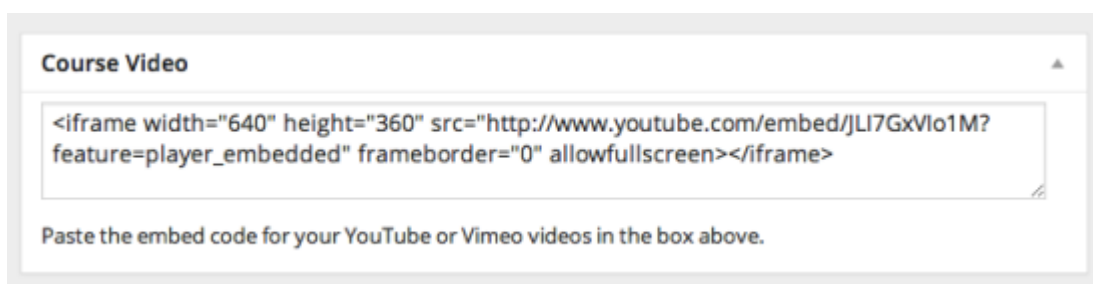 Course Video
<iframe width="640" height="360" src="http://www.youtube.com/embed/JLI7GxVIo1M?
feature=player_embedded" frameborder="0" allowfullscreen></iframe>
Paste the embed code for your YouTube or Vimeo videos in the box above.